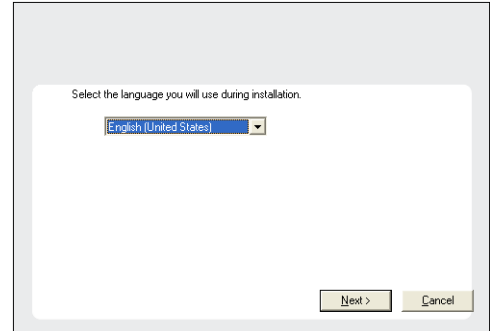 Select the language you will use during installation.
English (United States)
Next >
Cancel